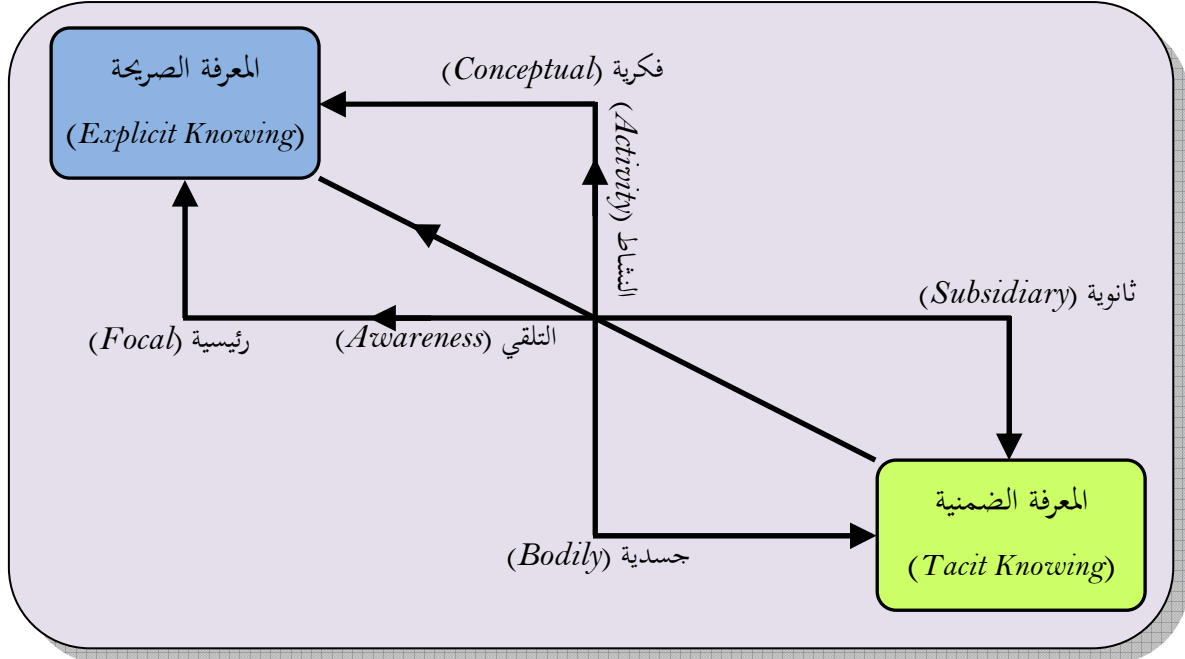 المعرفة الصريحة
(Explicit Knowing)
فكرية (Conceptual)
النشاط (Activity)
ثانوية (Subsidiary)
التلقي (Awareness)
رئيسية (Focal)
المعرفة الضمنية
(Tacit Knowing)
جسدية (Bodily)